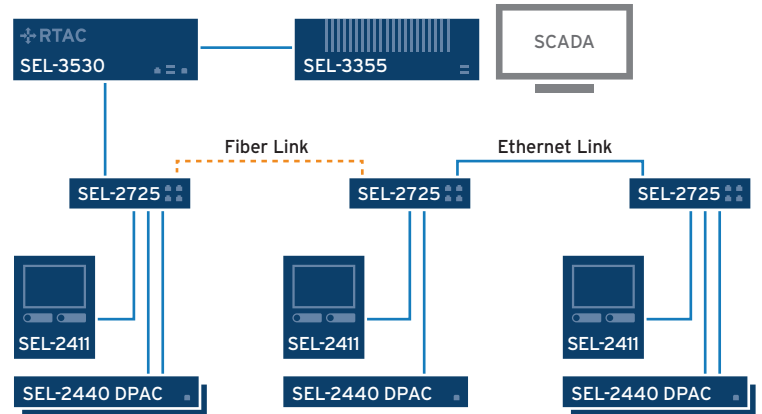 RTAC
SEL-3530
SEL-3355
SCADA
Fiber Link
Ethernet Link
SEL-2725
SEL-2725
SEL-2725
SEL-2411
SEL-2411
SEL-2411
SEL-2440 DPAC
SEL-2440 DPAC
SEL-2440 DPAC